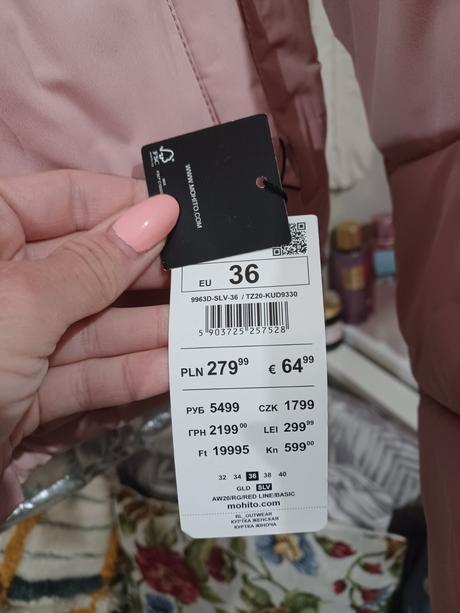 WWW.MOHITO.COM
FSC
EU 36
9963D-SLV-36 / TZ20-KUD9330
5 903725 257528
PLN 279⁹⁹ € 64⁹⁹
РУБ 5499 CZK 1799
ГРН 2199⁰⁰ LEI 299⁹⁹
Ft 19995 Kn 599⁰⁰
32 34 36 38 40
GLD SLV
AW20/RG/RED LINE/BASIC
mohito.com
RL_OUTWEAR
КУРТКА ЖЕНСКАЯ
КУРТКА ЖІНОЧА